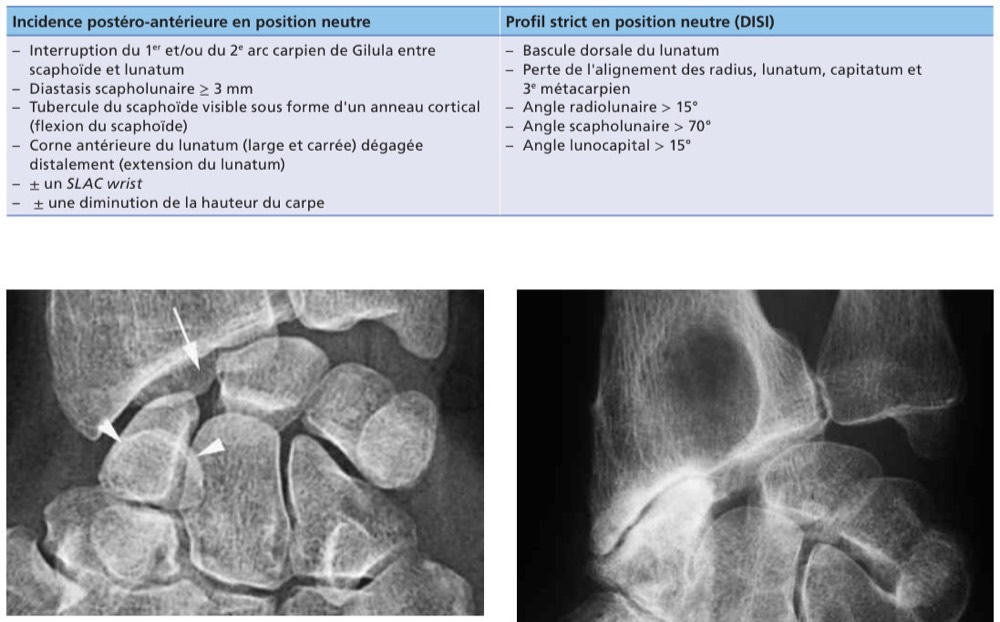 Incidence postéro-antérieure en position neutre
– Interruption du 1er et/ou du 2e arc carpien de Gilula entre
scaphoïde et lunatum
– Diastasis scapholunaire ≥ 3 mm
– Tubercule du scaphoïde visible sous forme d'un anneau cortical
(flexion du scaphoïde)
– Corne antérieure du lunatum (large et carrée) dégagée
distalement (extension du lunatum)
– ± un SLAC wrist
– ± une diminution de la hauteur du carpe
Profil strict en position neutre (DISI)
– Bascule dorsale du lunatum
– Perte de l'alignement des radius, lunatum, capitatum et
3e métacarpien
– Angle radiolunaire > 15°
– Angle scapholunaire > 70°
– Angle lunocapital > 15°